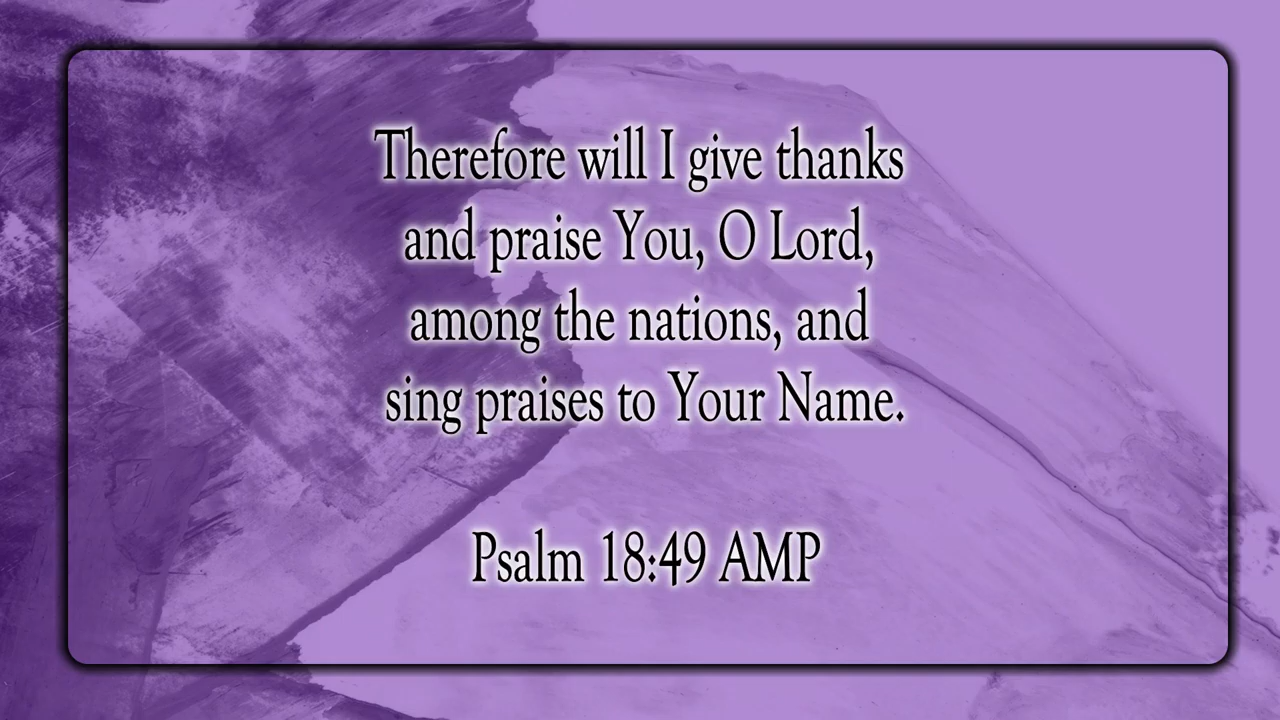 Therefore will I give thanks
and praise You, O Lord,
among the nations, and
sing praises to Your Name.
Psalm 18:49 AMP